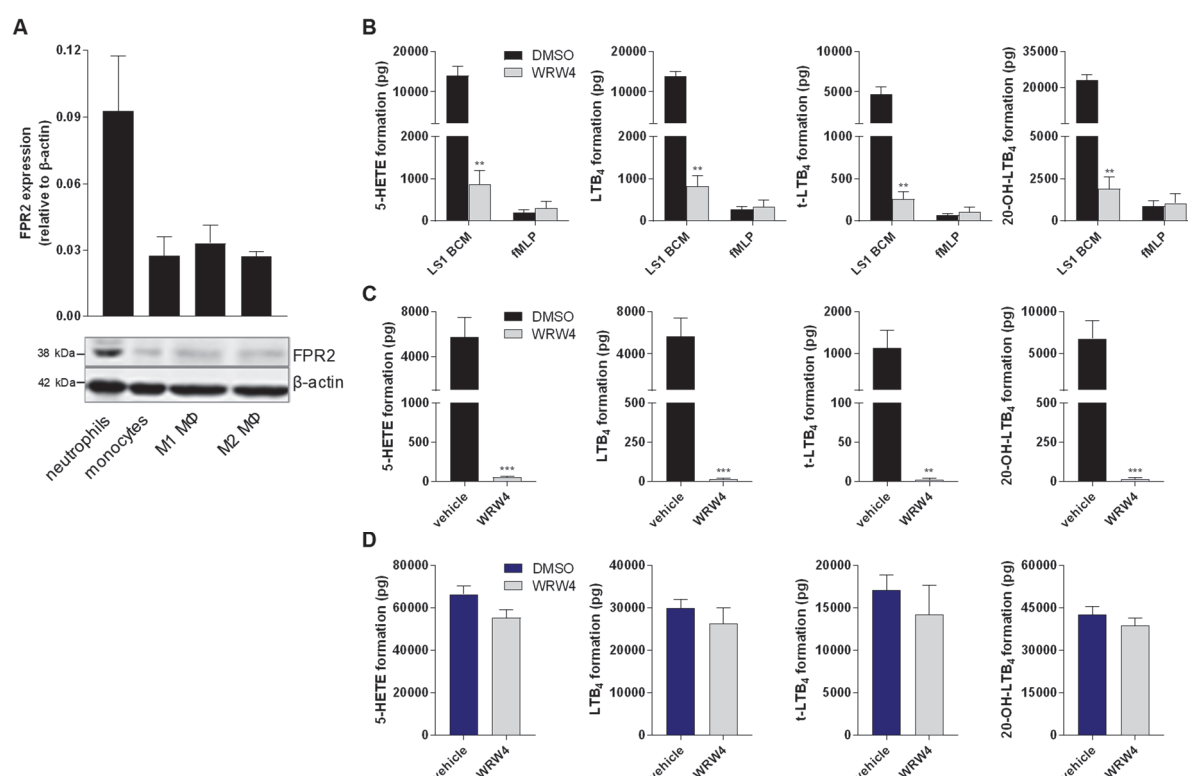 A
FPR2 expression
(relative to β-actin)
0.12
0.09
0.06
0.03
0.00
38 kDa
FPR2
42 kDa
β-actin
neutrophils
monocytes
M1 MΦ
M2 MΦ
B
5-HETE formation (pg)
20000
10000
2000
1000
0
LS1 BCM
fMLP
DMSO
WRW4
**
LTB4 formation (pg)
20000
10000
2000
1000
0
LS1 BCM
fMLP
**
t-LTB4 formation (pg)
10000
5000
1000
500
0
LS1 BCM
fMLP
**
20-OH-LTB4 formation (pg)
35000
20000
5000
2500
0
LS1 BCM
fMLP
**
C
5-HETE formation (pg)
8000
4000
1000
500
0
vehicle
WRW4
DMSO
WRW4
***
LTB4 formation (pg)
8000
4000
500
250
0
vehicle
WRW4
***
t-LTB4 formation (pg)
2000
1000
100
50
0
vehicle
WRW4
**
20-OH-LTB4 formation (pg)
10000
5000
500
250
0
vehicle
WRW4
***
D
5-HETE formation (pg)
80000
60000
40000
20000
0
vehicle
WRW4
DMSO
WRW4
LTB4 formation (pg)
40000
30000
20000
10000
0
vehicle
WRW4
t-LTB4 formation (pg)
20000
15000
10000
5000
0
vehicle
WRW4
20-OH-LTB4 formation (pg)
60000
45000
30000
15000
0
vehicle
WRW4